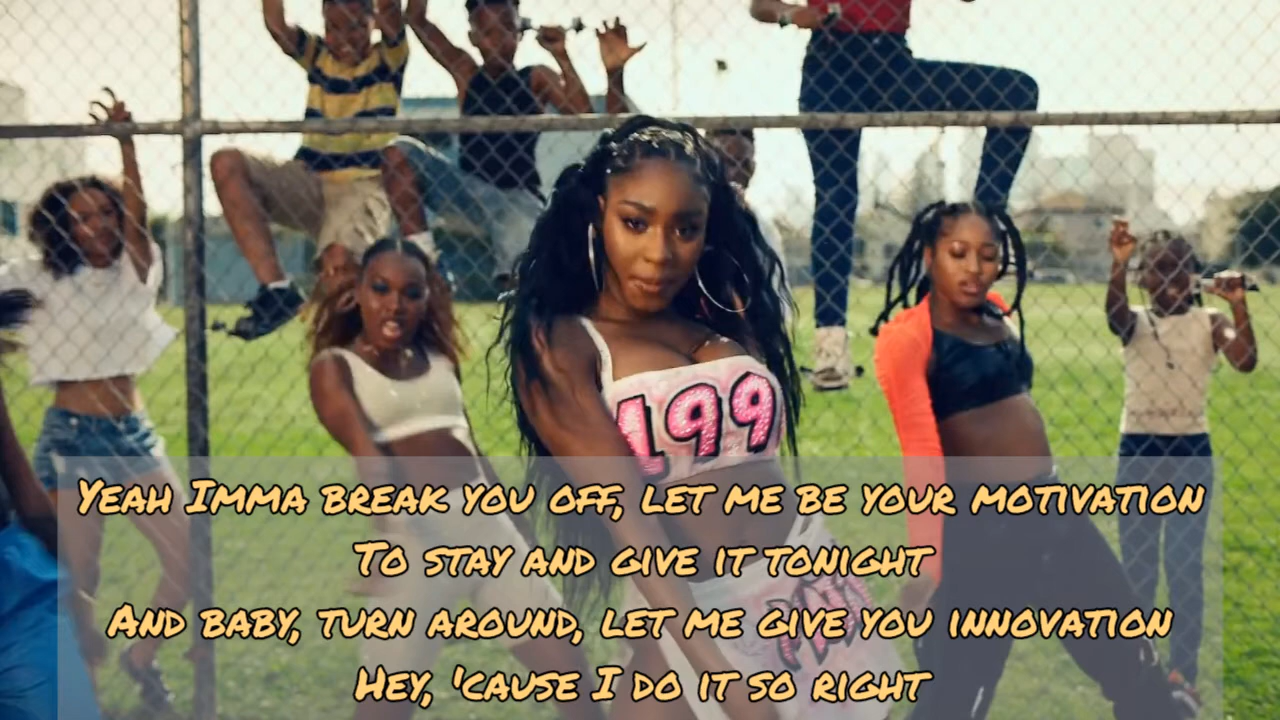 199
YEAH IMMA BREAK YOU OFF, LET ME BE YOUR MOTIVATION
TO STAY AND GIVE IT TONIGHT
AND BABY, TURN AROUND, LET ME GIVE YOU INNOVATION
HEY, 'CAUSE I DO IT SO RIGHT